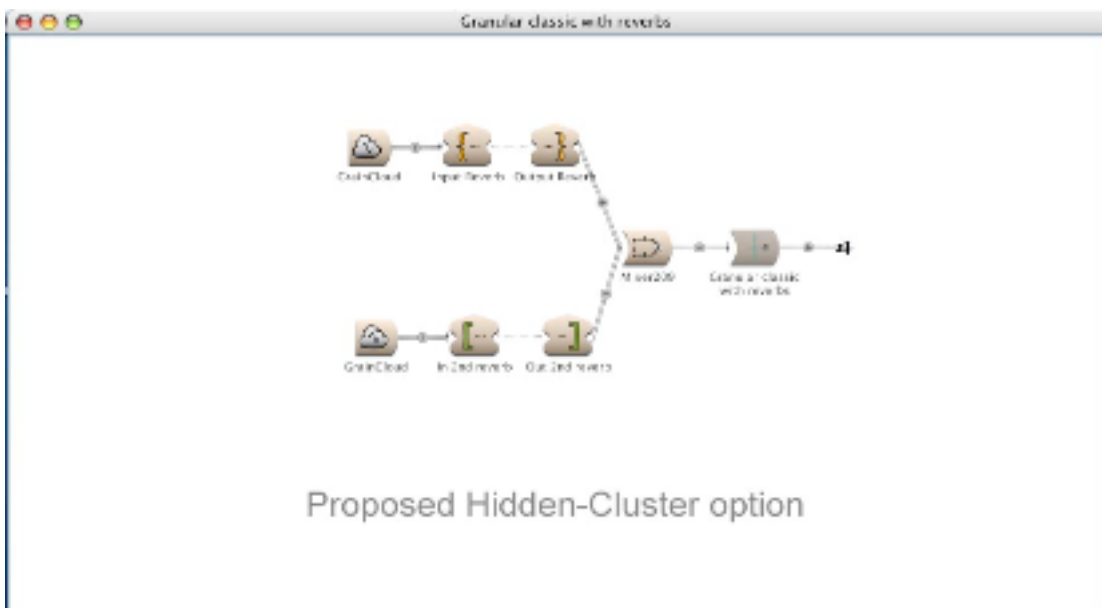 Granular classic with reverbs
GrainCloud
Input Reverb
Output Reverb
Mixer209
Granular classic
with reverbs
GrainCloud
In 2nd reverb
Out 2nd reverb
Proposed Hidden-Cluster option